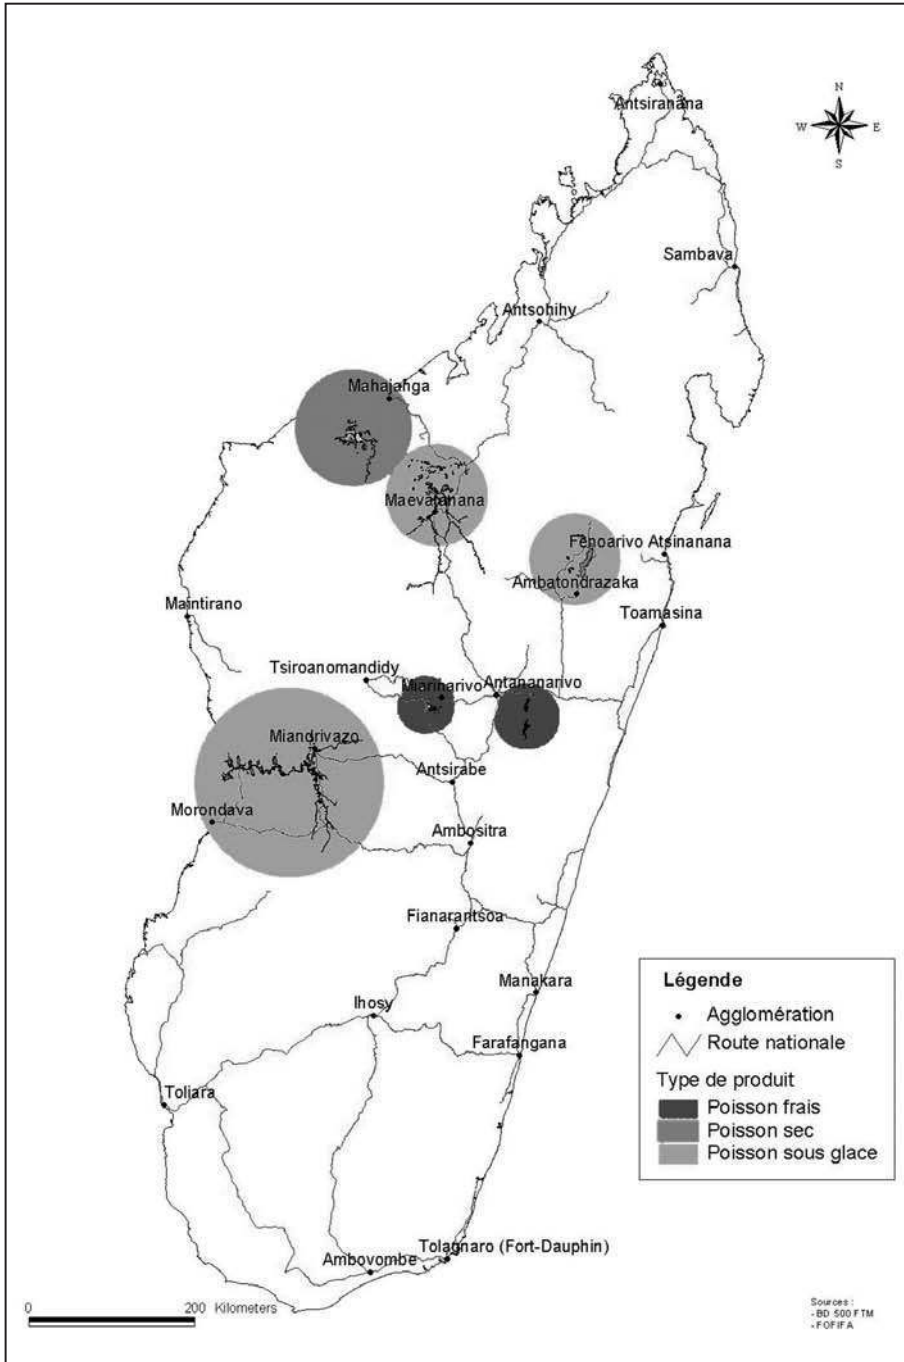 Antsiranana
N
W E
S
Sambava
Antsohihy
Mahajanga
Maevatanana
Fenoarivo Atsinanana
Ambatondrazaka
Maintirano
Toamasina
Tsiroanomandidy
Miarinarivo
Antananarivo
Miandrivazo
Antsirabe
Morondava
Ambositra
Fianarantsoa
Manakara
Ihosy
Farafangana
Toliara
Ambovombe
Tolagnaro (Fort-Dauphin)
Légende
Agglomération
Route nationale
Type de produit
Poisson frais
Poisson sec
Poisson sous glace
0 200 Kilometers
Sources :
- BD 500 FTM
- FOFIFA